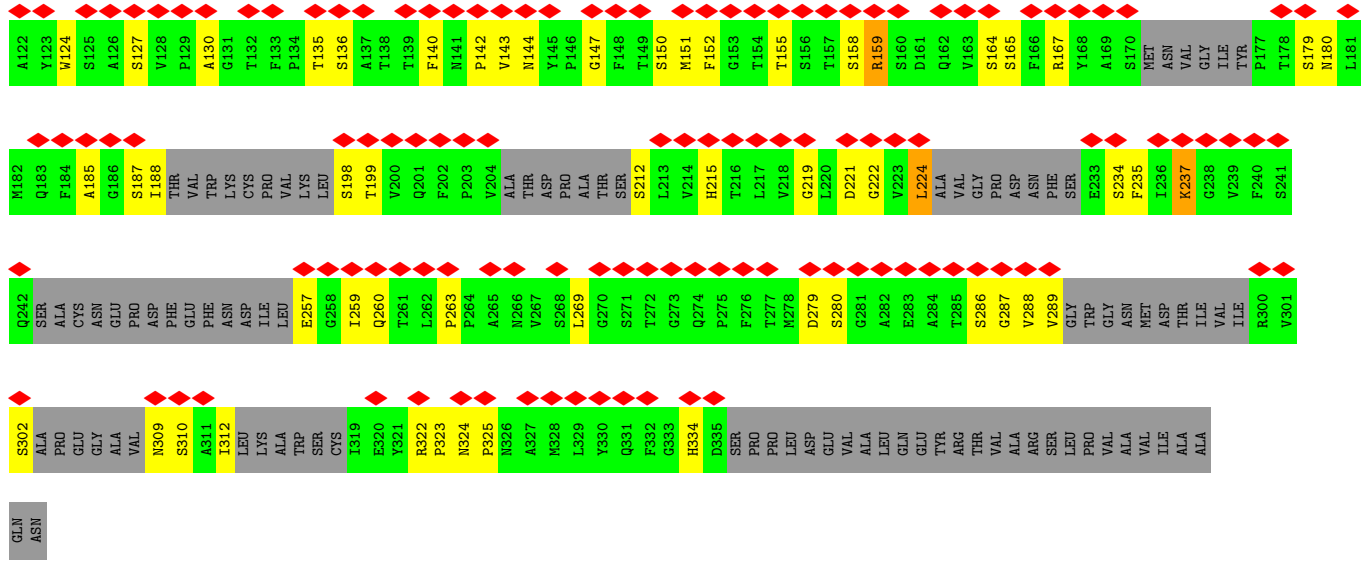 A122 Y123 W124 S125 A126 S127 V128 P129 A130 G131 T132 F133 P134 T135 S136 A137 T138 T139 F140 N141 P142 V143 N144 Y145 P146 G147 F148 T149 S150 M151 F152 G153 T154 T155 S156 T157 S158 R159 S160 D161 Q162 V163 S164 S165 F166 R167 Y168 A169 S170 MET ASN VAL GLY ILE TYR P177 T178 S179 N180 L181
M182 Q183 F184 A185 G186 S187 I188 THR VAL TRP LYS CYS PRO VAL LYS LEU S198 T199 V200 Q201 F202 P203 V204 ALA THR ASP PRO ALA THR SER S212 L213 V214 H215 T216 L217 V218 G219 L220 D221 G222 V223 L224 ALA VAL GLY PRO ASP ASN PHE SER E233 S234 F235 I236 K237 G238 V239 F240 S241
Q242 SER ALA CYS ASN GLU PRO ASP PHE GLU PHE ASN ASP ILE LEU E257 G258 I259 Q260 T261 L262 P263 P264 A265 N266 V267 S268 L269 G270 S271 T272 G273 Q274 P275 F276 T277 M278 D279 S280 G281 A282 E283 A284 T285 S286 G287 V288 V289 GLY TRP GLY ASN MET ASP THR ILE VAL ILE R300 V301
S302 ALA PRO GLU GLY ALA VAL N309 S310 A311 I312 LEU LYS ALA TRP SER CYS I319 E320 Y321 R322 P323 N324 P325 N326 A327 M328 L329 Y330 Q331 F332 G333 H334 D335 SER PRO PRO LEU ASP GLU VAL ALA LEU GLN GLU TYR ARG THR VAL ALA ARG SER LEU PRO VAL ALA VAL ILE ALA ALA
GLN ASN